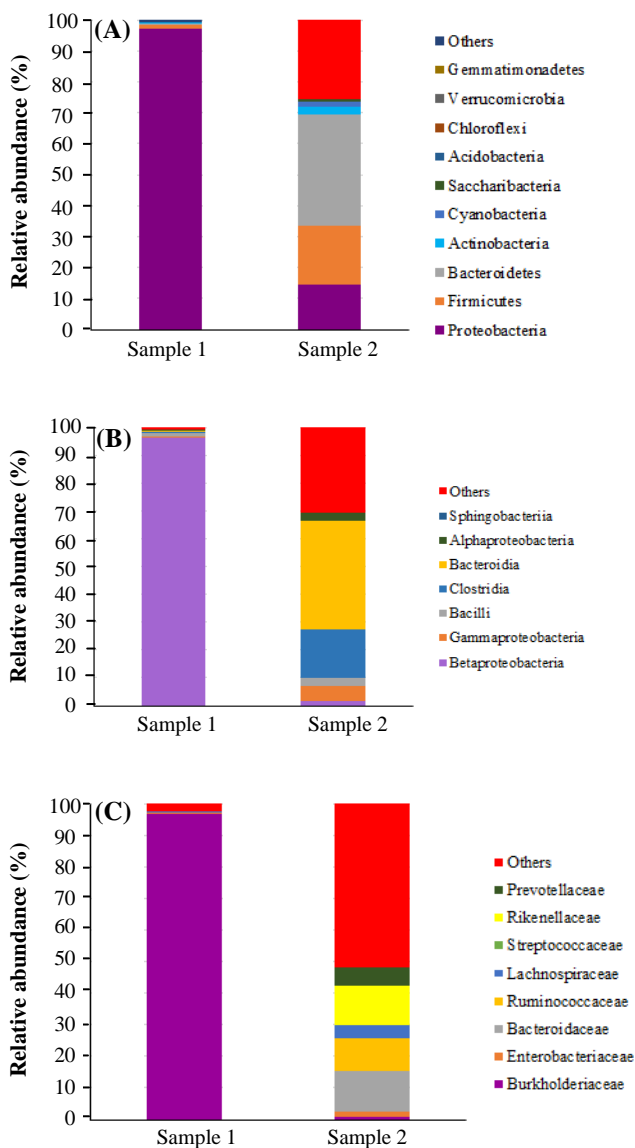 (A)
Relative abundance (%)
100
90
80
70
60
50
40
30
20
10
0
Sample 1
Sample 2
Others
Gemmatimonadetes
Verrucomicrobia
Chloroflexi
Acidobacteria
Saccharibacteria
Cyanobacteria
Actinobacteria
Bacteroidetes
Firmicutes
Proteobacteria
(B)
Relative abundance (%)
100
90
80
70
60
50
40
30
20
10
0
Sample 1
Sample 2
Others
Sphingobacteriia
Alphaproteobacteria
Bacteroidia
Clostridia
Bacilli
Gammaproteobacteria
Betaproteobacteria
(C)
Relative abundance (%)
100
90
80
70
60
50
40
30
20
10
0
Sample 1
Sample 2
Others
Prevotellaceae
Rikenellaceae
Streptococcaceae
Lachnospiraceae
Ruminococcaceae
Bacteroidaceae
Enterobacteriaceae
Burkholderiaceae